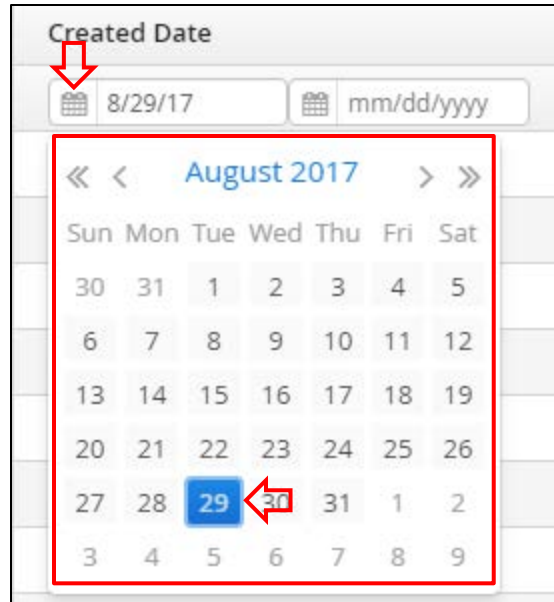 Created Date
8/29/17 mm/dd/yyyy
August 2017
Sun Mon Tue Wed Thu Fri Sat
30 31 1 2 3 4 5
6 7 8 9 10 11 12
13 14 15 16 17 18 19
20 21 22 23 24 25 26
27 28 29 30 31 1 2
3 4 5 6 7 8 9